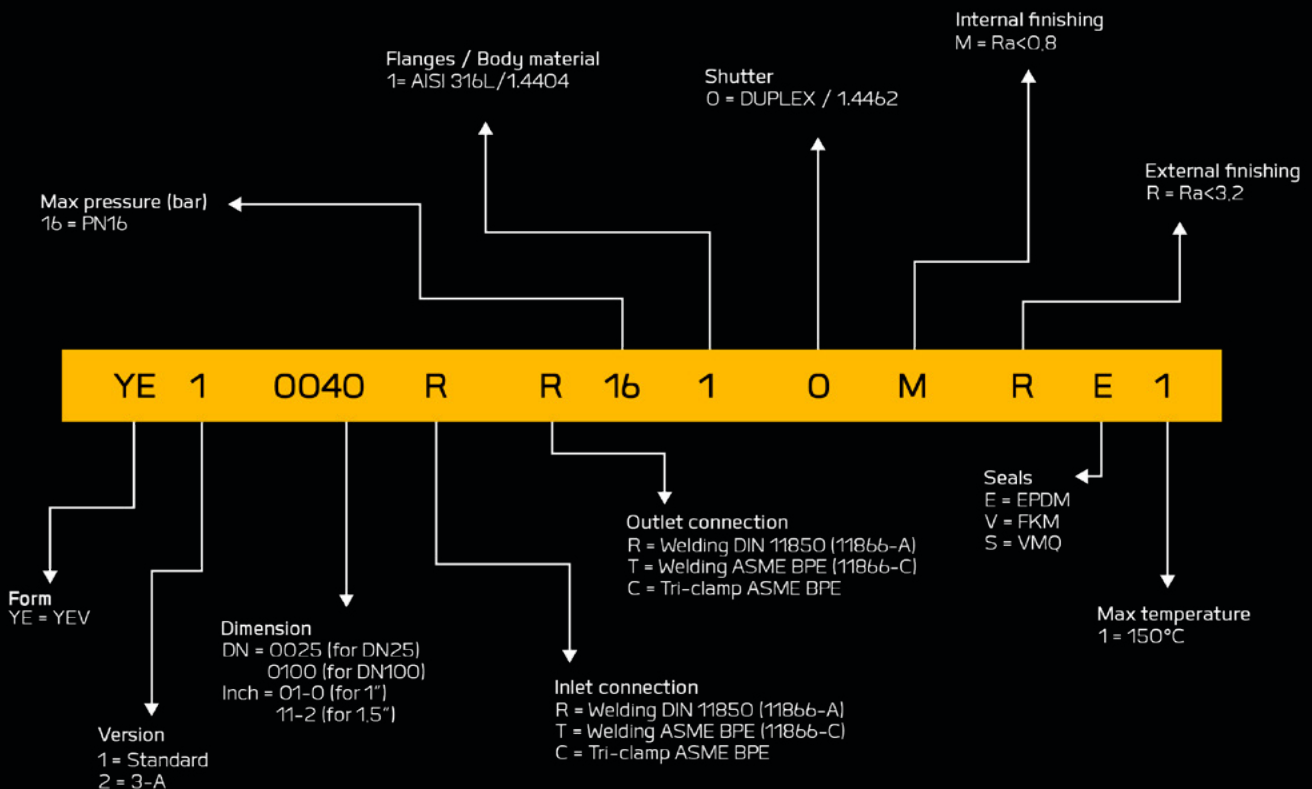 Internal finishing
M = Ra<0,8
Flanges / Body material
1= AISI 316L/1.4404
Shutter
0 = DUPLEX / 1.4462
External finishing
R = Ra<3,2
Max pressure (bar)
16 = PN16
YE 1 0040 R R 16 1 0 M R E 1
Seals
E = EPDM
V = FKM
S = VMQ
Outlet connection
R = Welding DIN 11850 (11866-A)
T = Welding ASME BPE (11866-C)
C = Tri-clamp ASME BPE
Form
YE = YEV
Max temperature
1 = 150°C
Dimension
DN = 0025 (for DN25)
0100 (for DN100)
Inch = 01-0 (for 1")
11-2 (for 1.5")
Inlet connection
R = Welding DIN 11850 (11866-A)
T = Welding ASME BPE (11866-C)
C = Tri-clamp ASME BPE
Version
1 = Standard
2 = 3-A